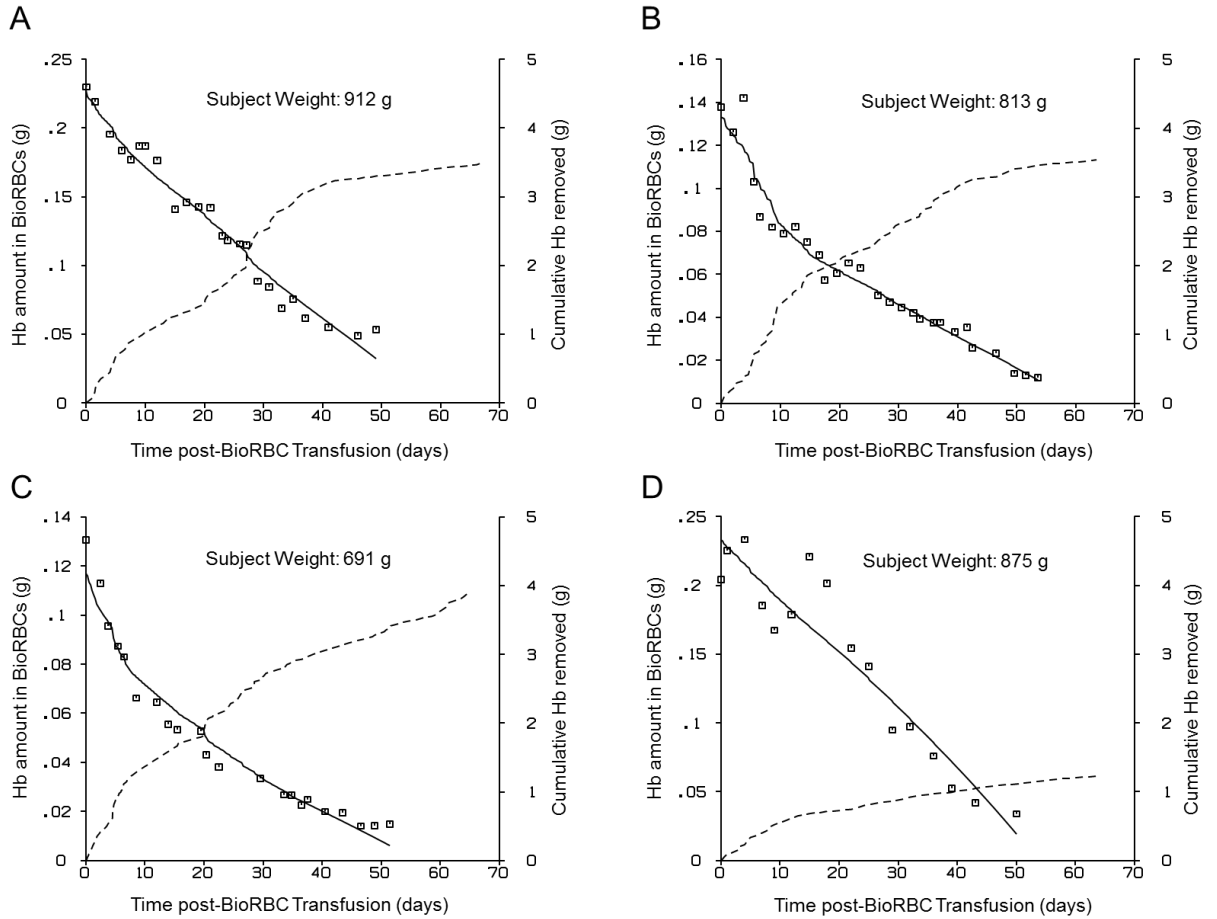 A
Subject Weight: 912 g
Hb amount in BioRBCs (g)
.25
.2
.15
.1
.05
0
5
4
3
2
1
0
Cumulative Hb removed (g)
0 10 20 30 40 50 60 70
Time post-BioRBC Transfusion (days)
B
Subject Weight: 813 g
Hb amount in BioRBCs (g)
.16
.14
.12
.1
.08
.06
.04
.02
0
5
4
3
2
1
0
Cumulative Hb removed (g)
0 10 20 30 40 50 60 70
Time post-BioRBC Transfusion (days)
C
Subject Weight: 691 g
Hb amount in BioRBCs (g)
.14
.12
.1
.08
.06
.04
.02
0
5
4
3
2
1
0
Cumulative Hb removed (g)
0 10 20 30 40 50 60 70
Time post-BioRBC Transfusion (days)
D
Subject Weight: 875 g
Hb amount in BioRBCs (g)
.25
.2
.15
.1
.05
0
5
4
3
2
1
0
Cumulative Hb removed (g)
0 10 20 30 40 50 60 70
Time post-BioRBC Transfusion (days)